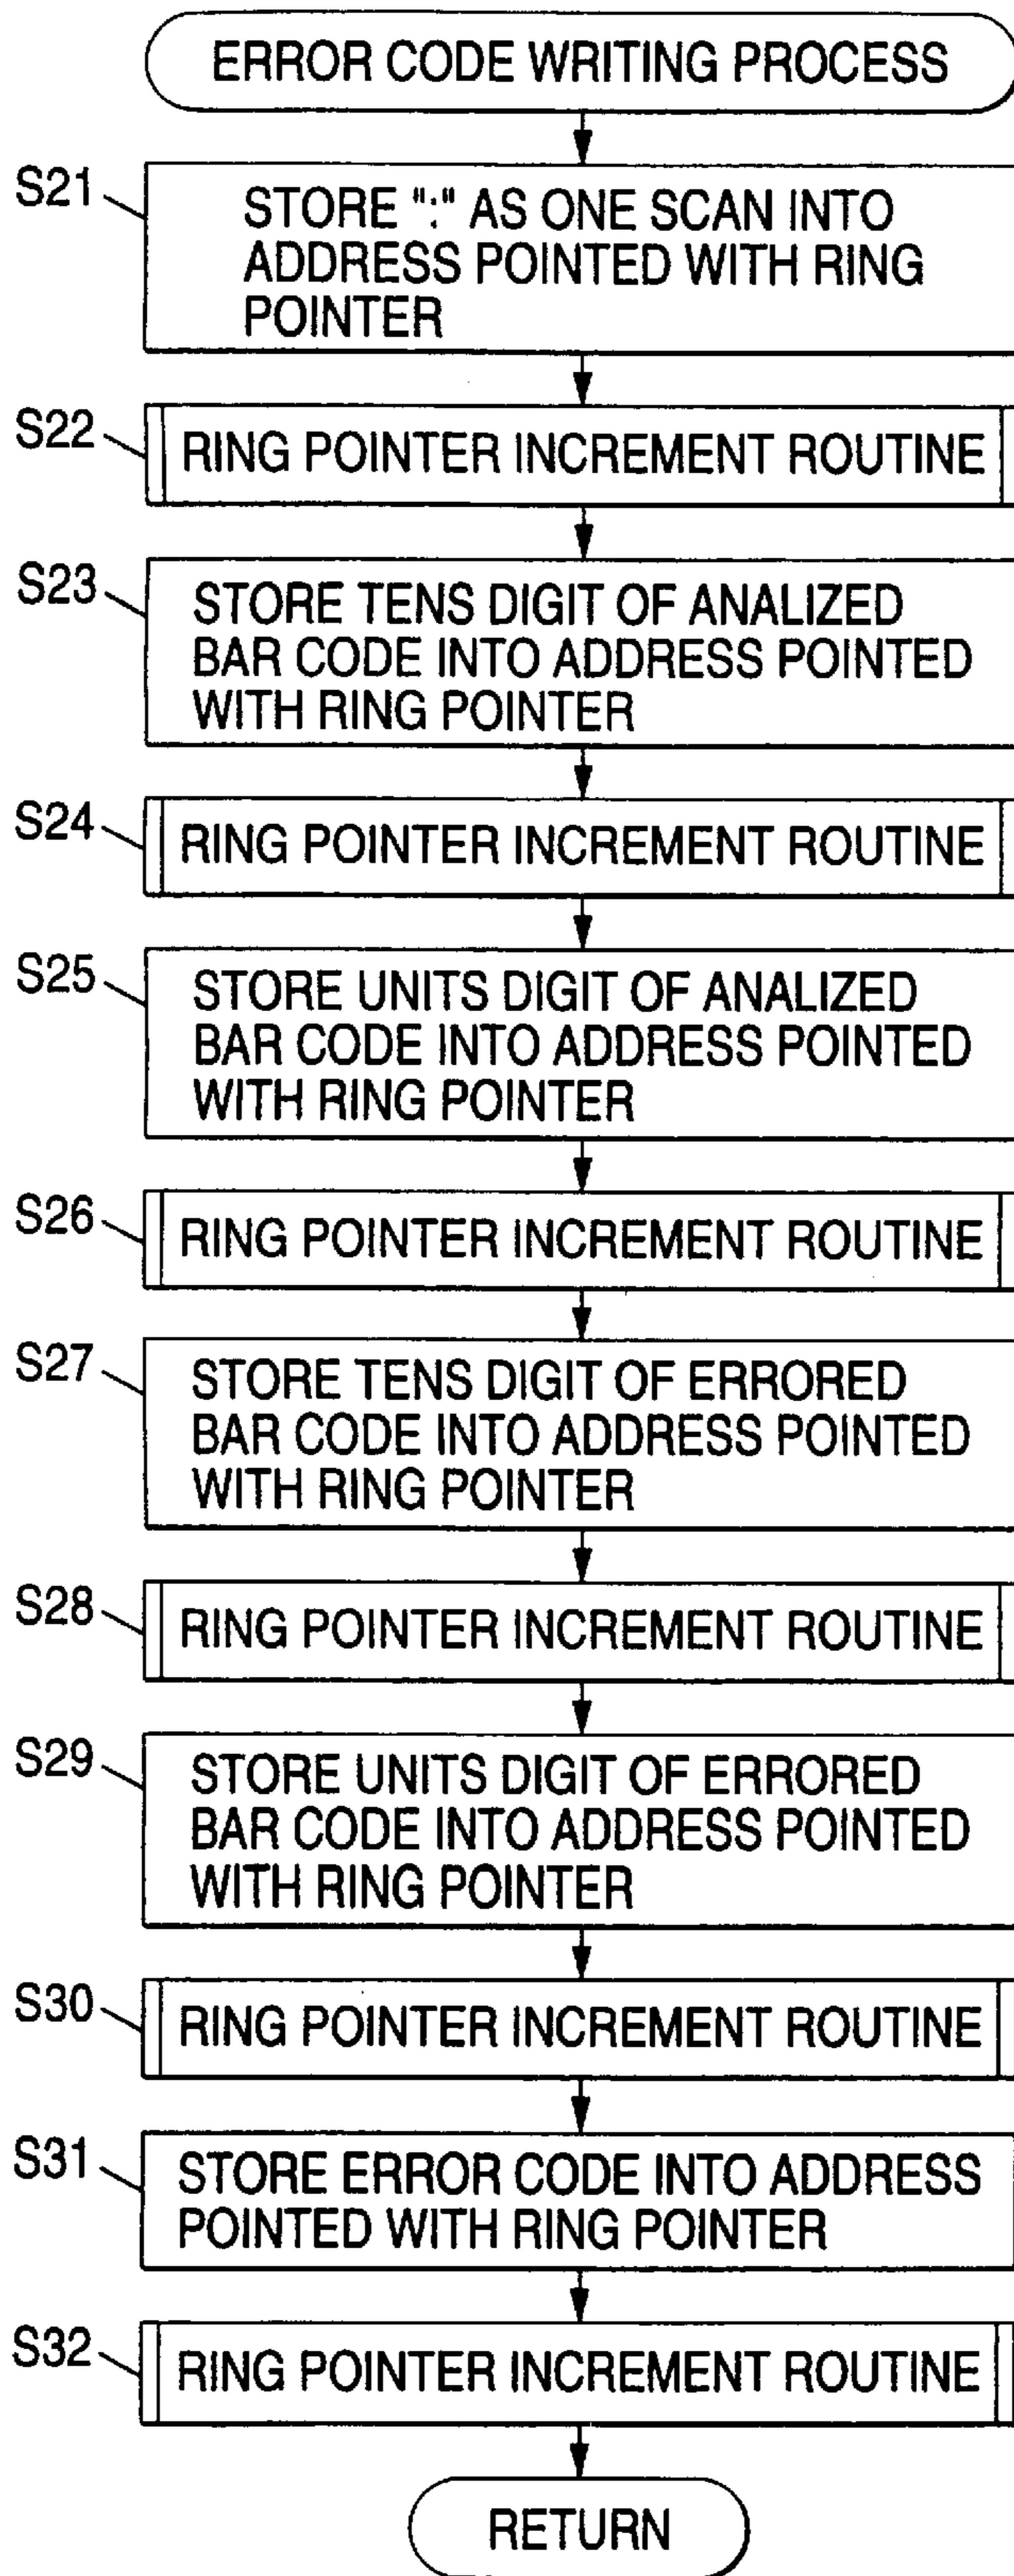 ERROR CODE WRITING PROCESS
S21
STORE ":" AS ONE SCAN INTO
ADDRESS POINTED WITH RING
POINTER
S22
RING POINTER INCREMENT ROUTINE
S23
STORE TENS DIGIT OF ANALIZED
BAR CODE INTO ADDRESS POINTED
WITH RING POINTER
S24
RING POINTER INCREMENT ROUTINE
S25
STORE UNITS DIGIT OF ANALIZED
BAR CODE INTO ADDRESS POINTED
WITH RING POINTER
S26
RING POINTER INCREMENT ROUTINE
S27
STORE TENS DIGIT OF ERRORED
BAR CODE INTO ADDRESS POINTED
WITH RING POINTER
S28
RING POINTER INCREMENT ROUTINE
S29
STORE UNITS DIGIT OF ERRORED
BAR CODE INTO ADDRESS POINTED
WITH RING POINTER
S30
RING POINTER INCREMENT ROUTINE
S31
STORE ERROR CODE INTO ADDRESS
POINTED WITH RING POINTER
S32
RING POINTER INCREMENT ROUTINE
RETURN